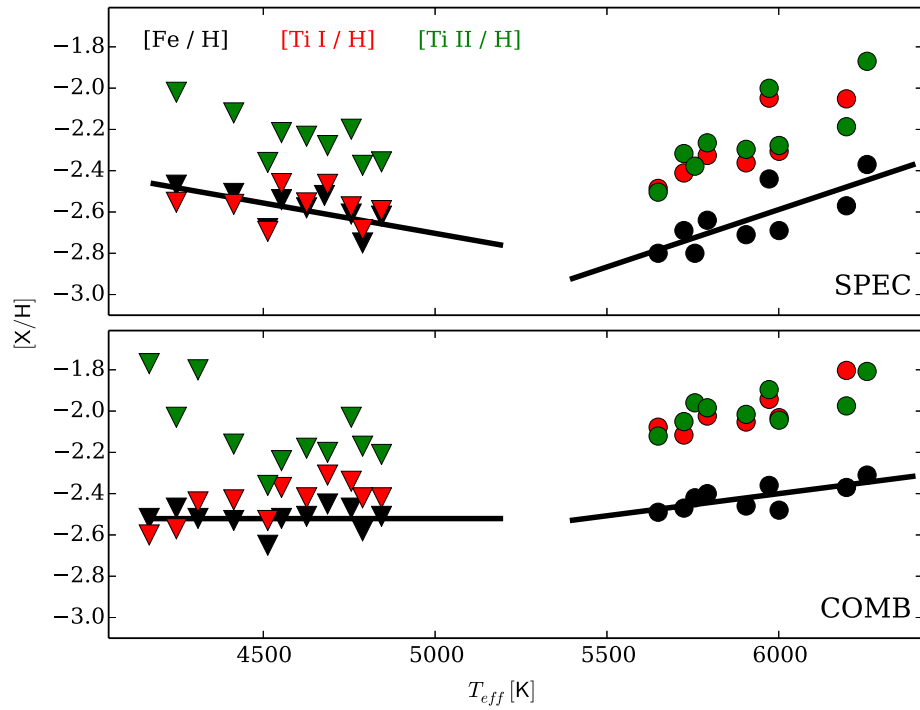 [Fe / H] [Ti I / H] [Ti II / H]
−1.8
−2.0
−2.2
−2.4
−2.6
−2.8
−3.0
SPEC
[X/H]
−1.8
−2.0
−2.2
−2.4
−2.6
−2.8
−3.0
COMB
4500 5000 5500 6000
T_eff [K]